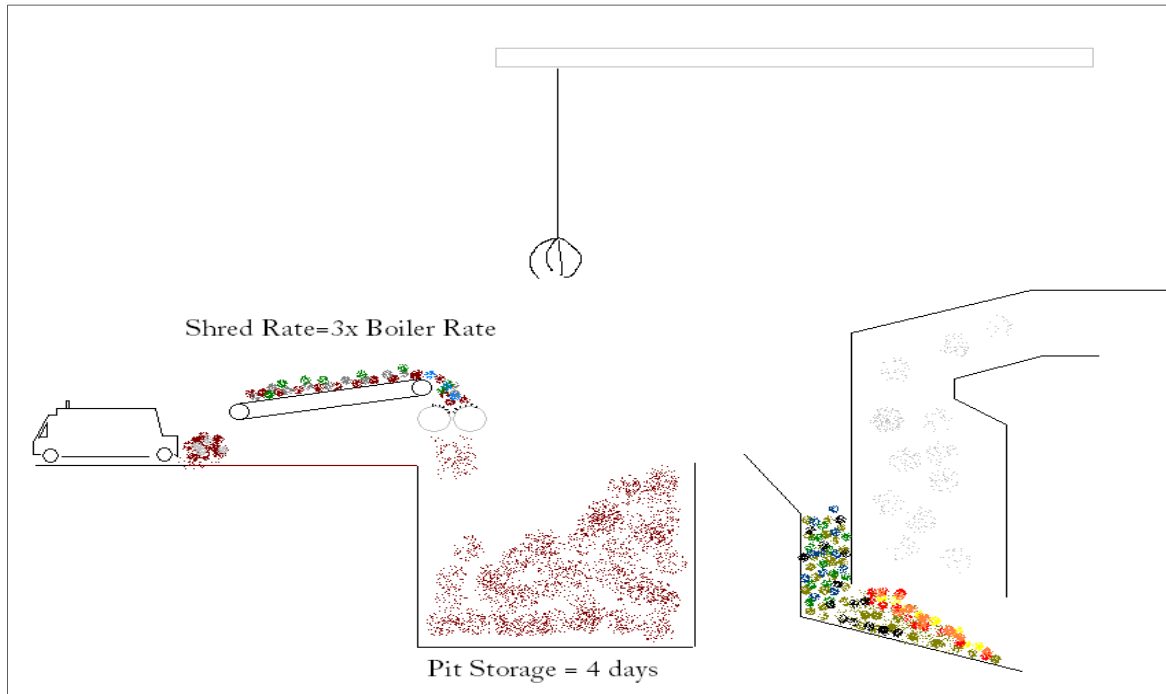 Shred Rate=3x Boiler Rate
Pit Storage = 4 days